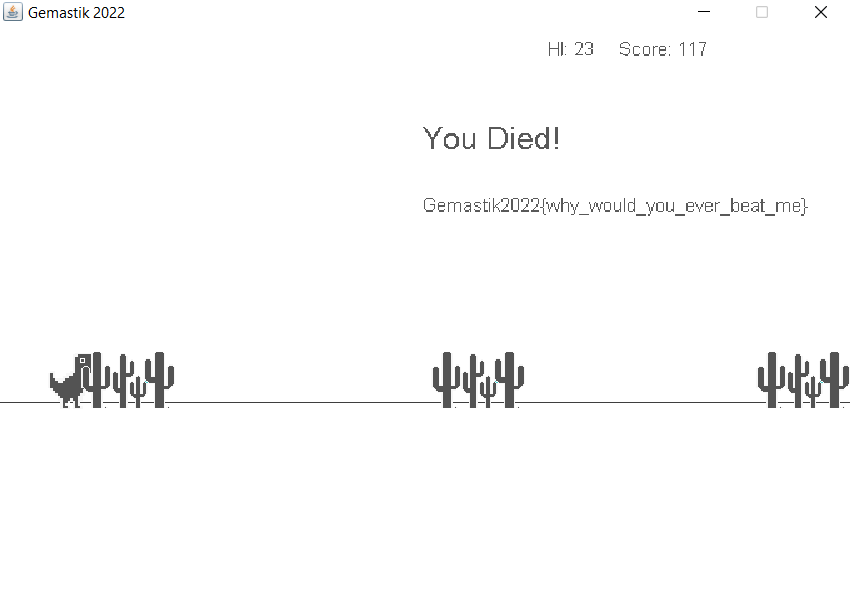 Gemastik 2022
HI: 23 Score: 117
You Died!
Gemastik2022{why_would_you_ever_beat_me}